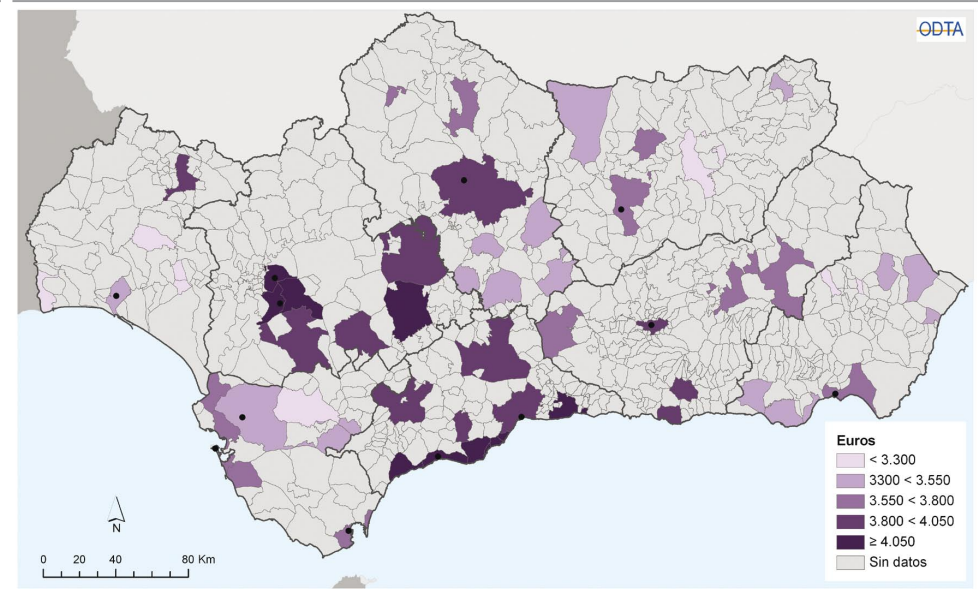 ODTA
Euros
< 3.300
3300 < 3.550
3.550 < 3.800
3.800 < 4.050
≥ 4.050
Sin datos
N
0 20 40 80 Km